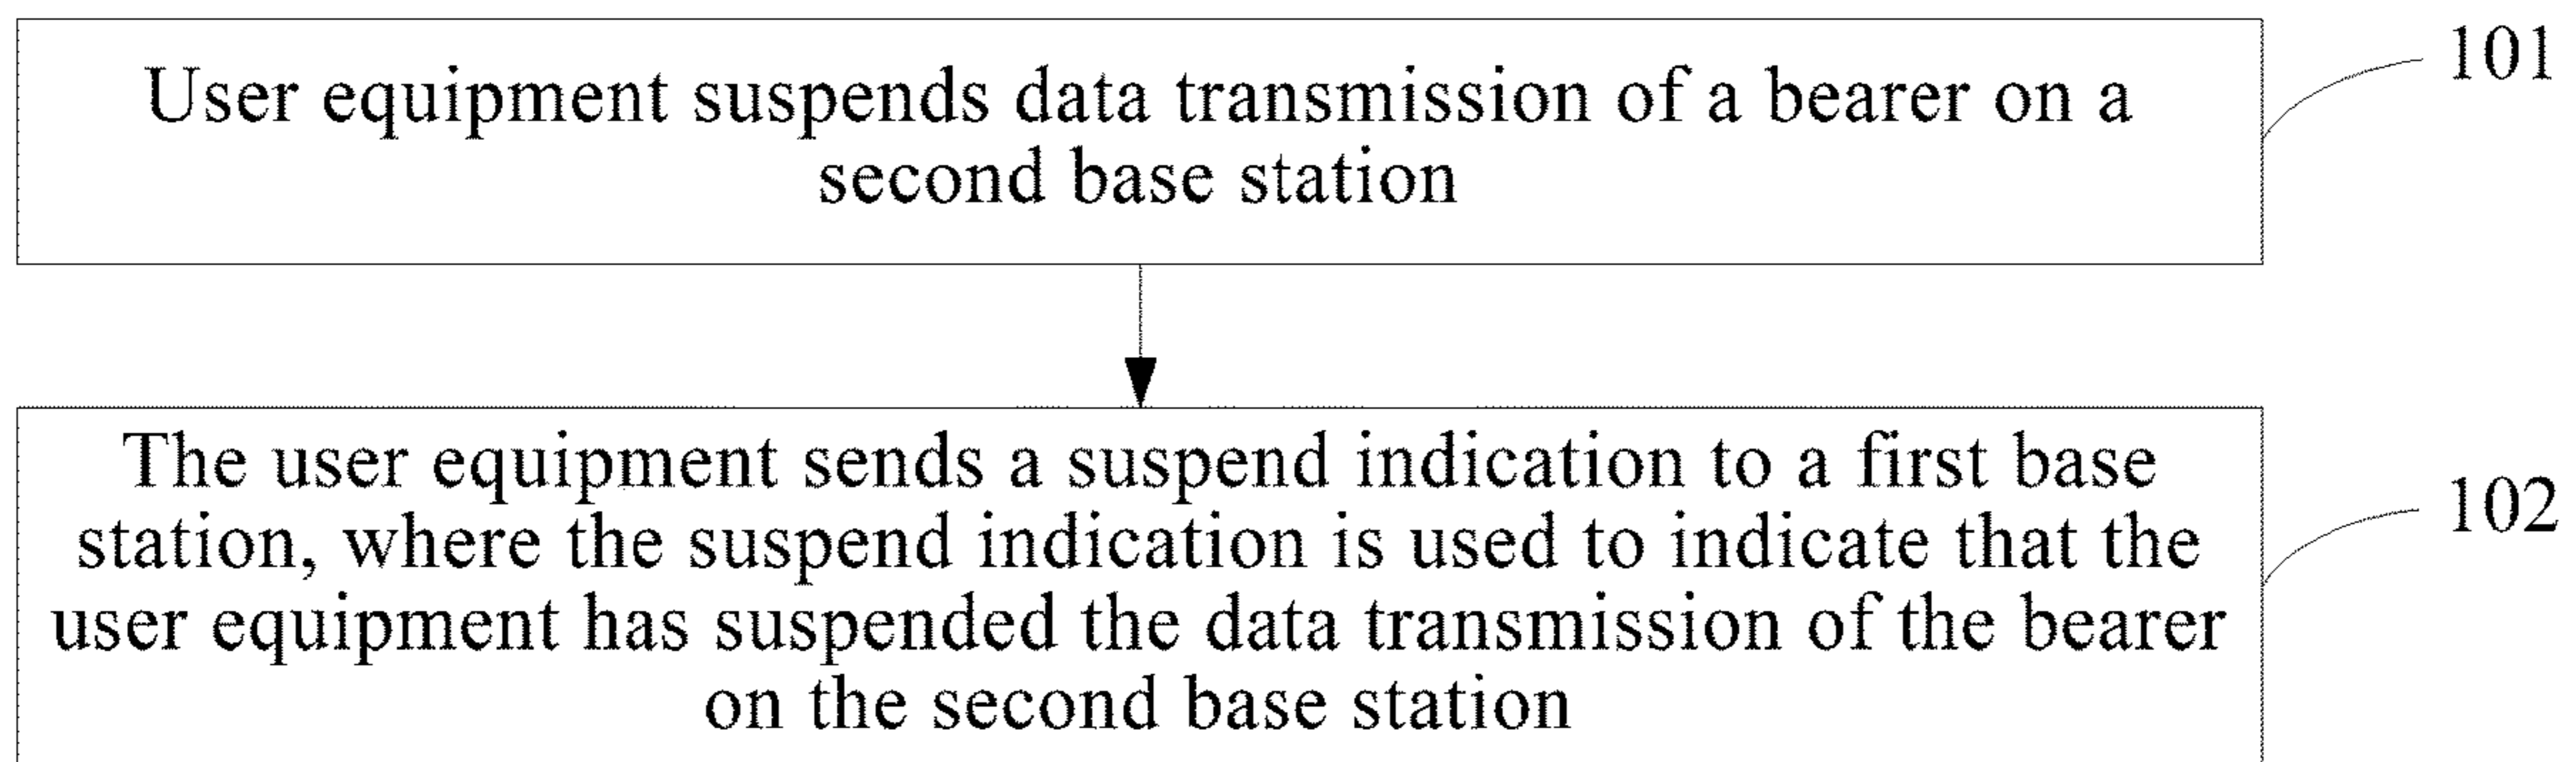 User equipment suspends data transmission of a bearer on a
second base station
101
The user equipment sends a suspend indication to a first base
station, where the suspend indication is used to indicate that the
user equipment has suspended the data transmission of the bearer
on the second base station
102